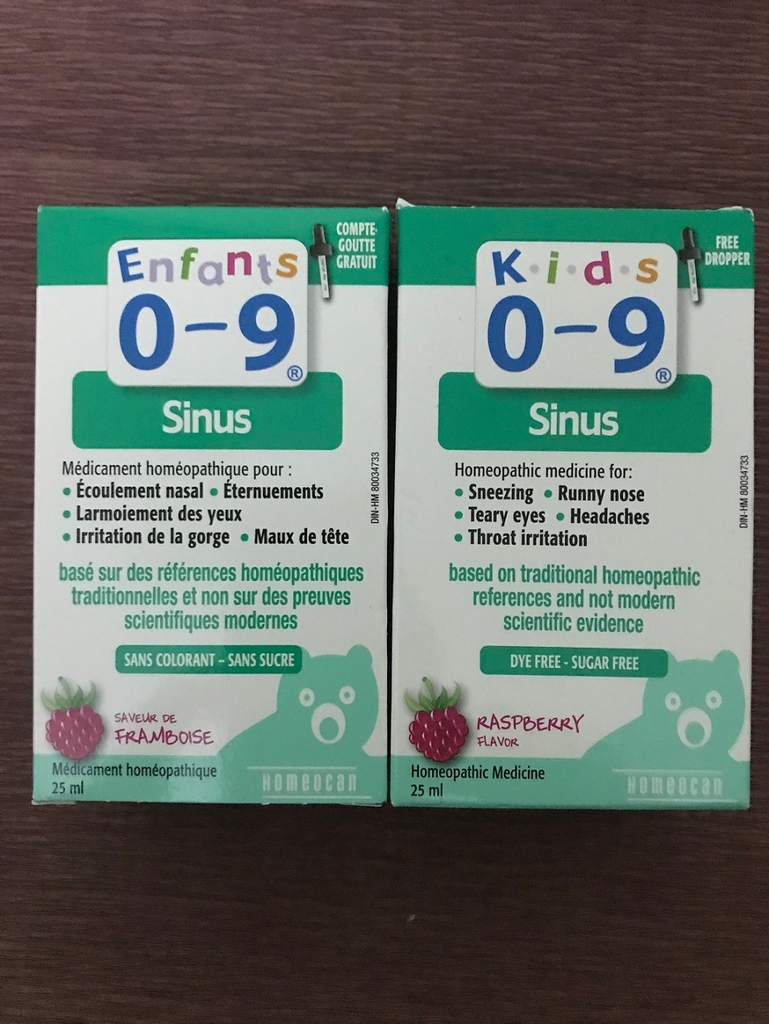 COMPTE-
GOUTTE
GRATUIT
Enfants
0-9®
Sinus
Médicament homéopathique pour :
• Écoulement nasal • Éternuements
• Larmoiement des yeux
• Irritation de la gorge • Maux de tête
DIN-HM 80034733
basé sur des références homéopathiques
traditionnelles et non sur des preuves
scientifiques modernes
SANS COLORANT – SANS SUCRE
SAVEUR DE
FRAMBOISE
Médicament homéopathique
25 ml
HOMEOCAN
FREE
DROPPER
K·i·d·s
0-9®
Sinus
Homeopathic medicine for:
• Sneezing • Runny nose
• Teary eyes • Headaches
• Throat irritation
DIN-HM 80034733
based on traditional homeopathic
references and not modern
scientific evidence
DYE FREE - SUGAR FREE
RASPBERRY
FLAVOR
Homeopathic Medicine
25 ml
HOMEOCAN